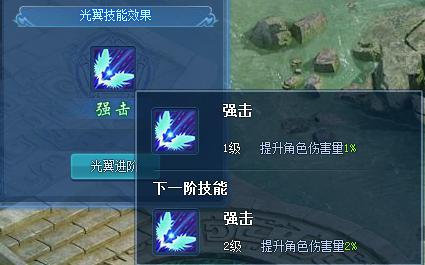 光翼技能效果
强击
光翼进阶
强击
1级 提升角色伤害量1%
下一阶技能
强击
2级 提升角色伤害量2%